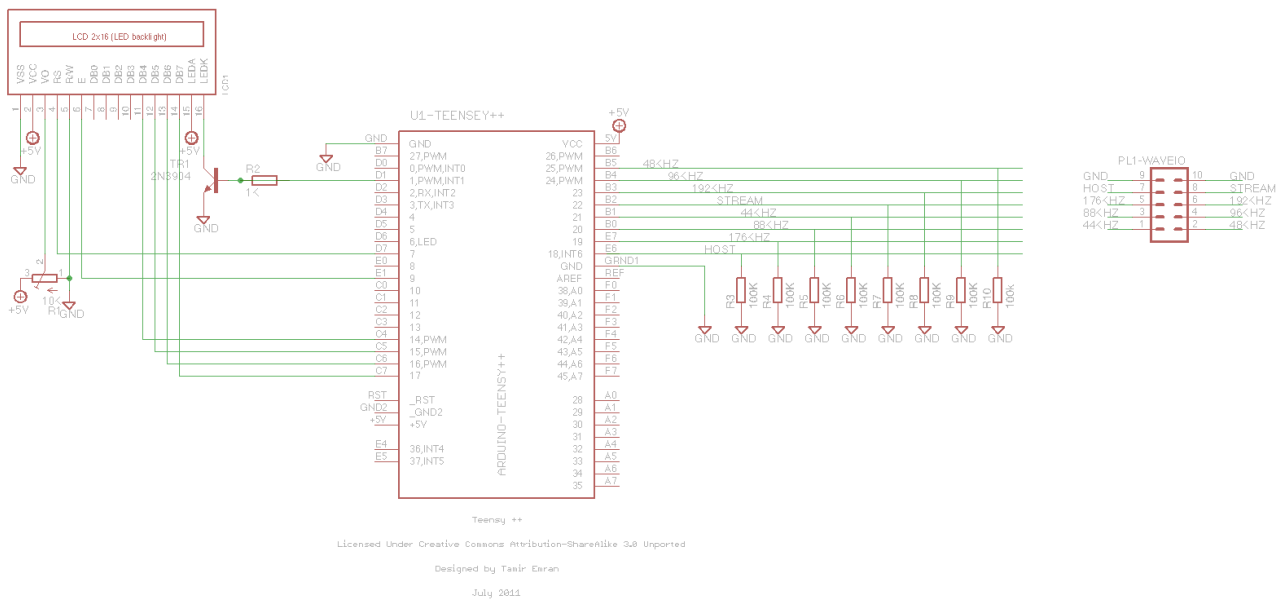 LCD 2x16 (LED backlight)
VSS
VCC
VO
RS
R/W
E
DB0
DB1
DB2
DB3
DB4
DB5
DB6
DB7
LEDA
LEDK
1
2
3
4
5
6
7
8
9
10
11
12
13
14
15
16
+5V
GND
+5V
TR1
2N3904
R2
1K
GND
GND
3
2
1
+5V
10K
R1
GND
U1-TEENSEY++
GND GND VCC 5V
B7 27,PWM 26,PWM B6
D0 0,PWM,INT0 25,PWM B5 48KHZ
D1 1,PWM,INT1 24,PWM B4 96KHZ
D2 2,RX,INT2 23 B3 192KHZ
D3 3,TX,INT3 22 B2 STREAM
D4 4 21 B1 44KHZ
D5 5 20 B0 88KHZ
D6 6,LED 19 E7 176KHZ
D7 7 18,INT6 E6 HOST
E0 8 GND GRND1
E1 9 AREF REF
C0 10 38,A0 F0
C1 11 39,A1 F1
C2 12 40,A2 F2
C3 13 41,A3 F3
C4 14,PWM 42,A4 F4
C5 15,PWM 43,A5 F5
C6 16,PWM 44,A6 F6
C7 17 45,A7 F7
RST _RST 28 A0
GND2 _GND2 29 A1
+5V +5V 30 A2
31 A3
E4 36,INT4 32 A4
E5 37,INT5 33 A5
34 A6
35 A7
ARDUINO-TEENSY++
+5V
R3 100K
R4 100K
R5 100K
R6 100K
R7 100K
R8 100K
R9 100K
R10 100k
GND GND GND GND GND GND GND GND GND
PL1-WAVEIO
GND 9 10 GND
HOST 7 8 STREAM
176KHZ 5 6 192KHZ
88KHZ 3 4 96KHZ
44KHZ 1 2 48KHZ
Teensy ++
Licensed Under Creative Commons Attribution-ShareAlike 3.0 Unported
Designed by Tamir Emran
July 2011